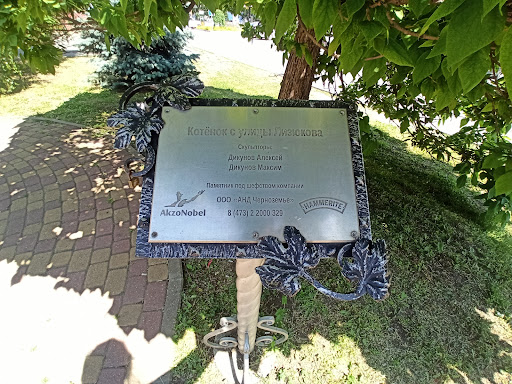 Котёнок с улицы Лизюкова
Скульпторы:
Дикунов Алексей
Дикунов Максим
Памятник под шефством компании
ООО «АНД Черноземье»
8 (473) 2 2000 329
AkzoNobel
HAMMERITE